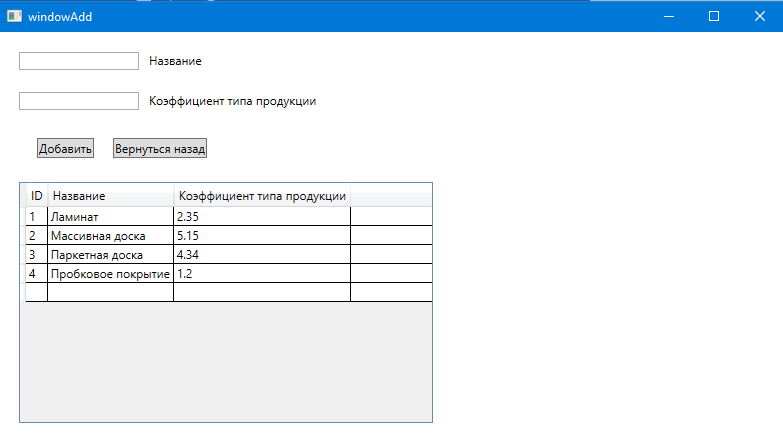 windowAdd
Название
Коэффициент типа продукции
Добавить Вернуться назад
ID Название Коэффициент типа продукции
1 Ламинат 2.35
2 Массивная доска 5.15
3 Паркетная доска 4.34
4 Пробковое покрытие 1.2